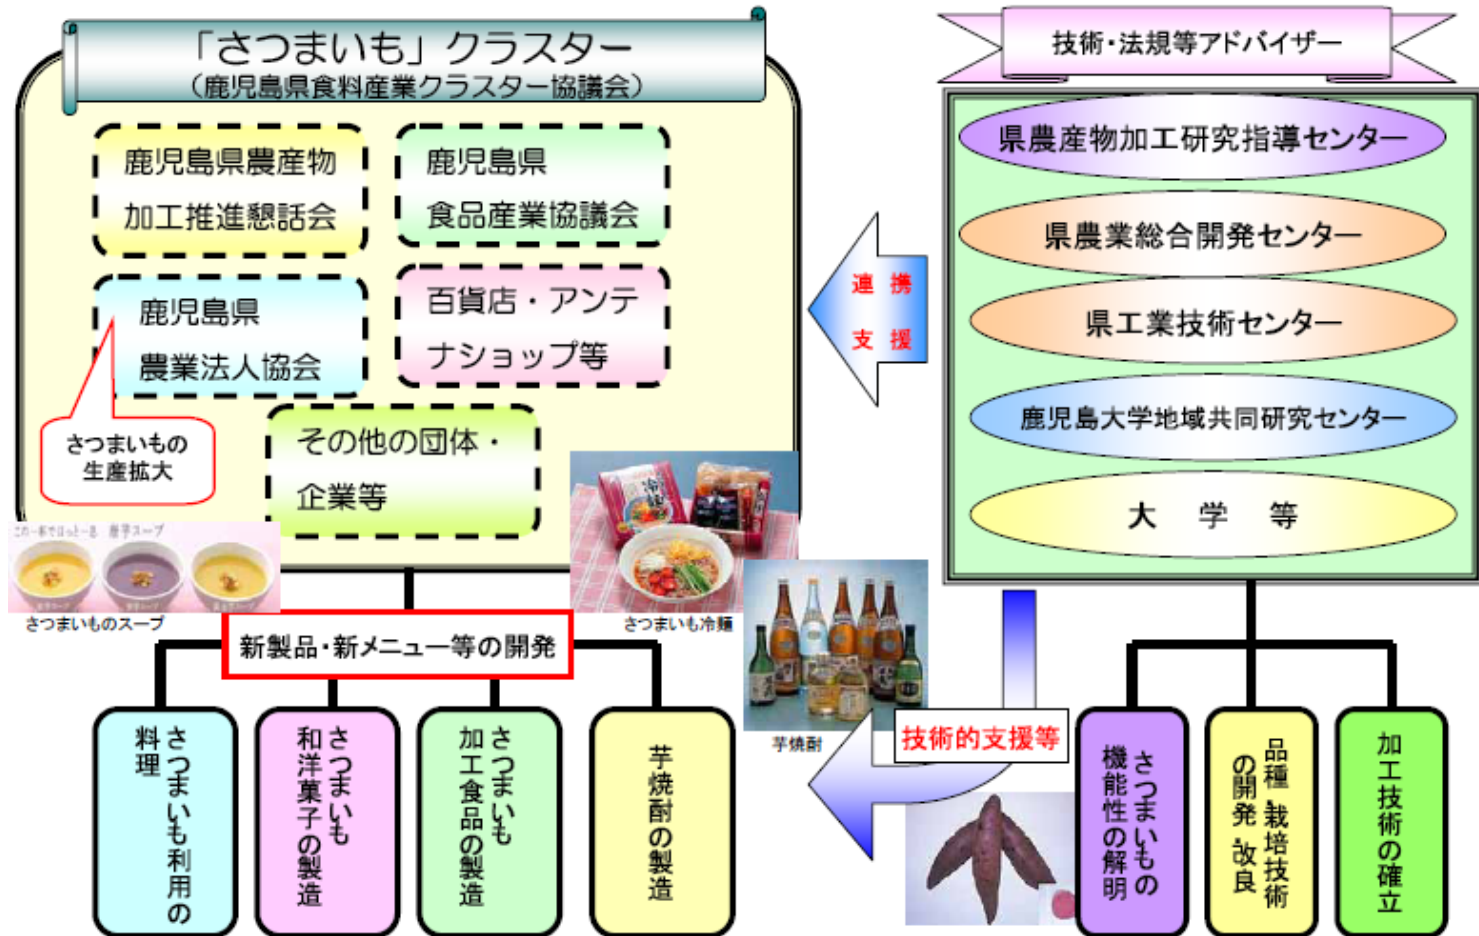 「さつまいも」クラスター
（鹿児島県食料産業クラスター協議会）
鹿児島県農産物
加工推進懇話会
鹿児島県
食品産業協議会
鹿児島県
農業法人協会
百貨店・アンテ
ナショップ等
さつまいもの
生産拡大
その他の団体・
企業等
連携
支援
技術・法規等アドバイザー
県農産物加工研究指導センター
県農業総合開発センター
県工業技術センター
鹿児島大学地域共同研究センター
大学等
さつまいものスープ
冷麺
さつまいも冷麺
芋焼酎
新製品・新メニュー等の開発
さつまいも利用の
料理
さつまいも
和洋菓子の製造
さつまいも
加工食品の製造
芋焼酎の製造
技術的支援等
さつまいもの
機能性の解明
品種・栽培技術
の開発・改良
加工技術の確立